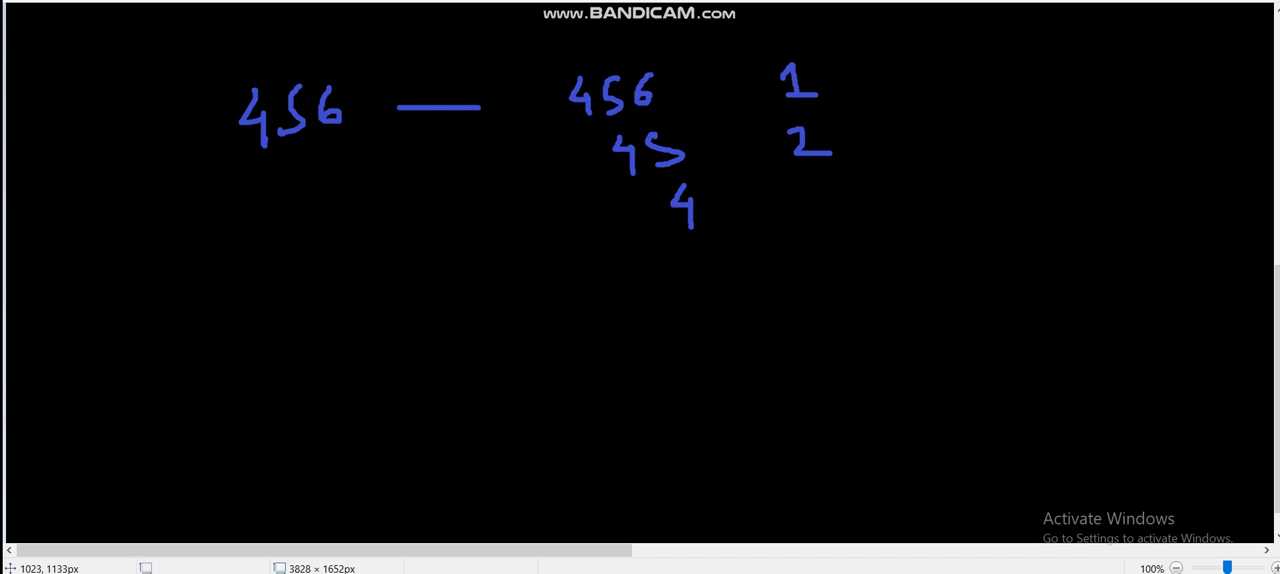 www.BANDICAM.com
456 — 456 1
45 2
4
Activate Windows
Go to Settings to activate Windows.
1023, 1133px 3828 × 1652px 100%